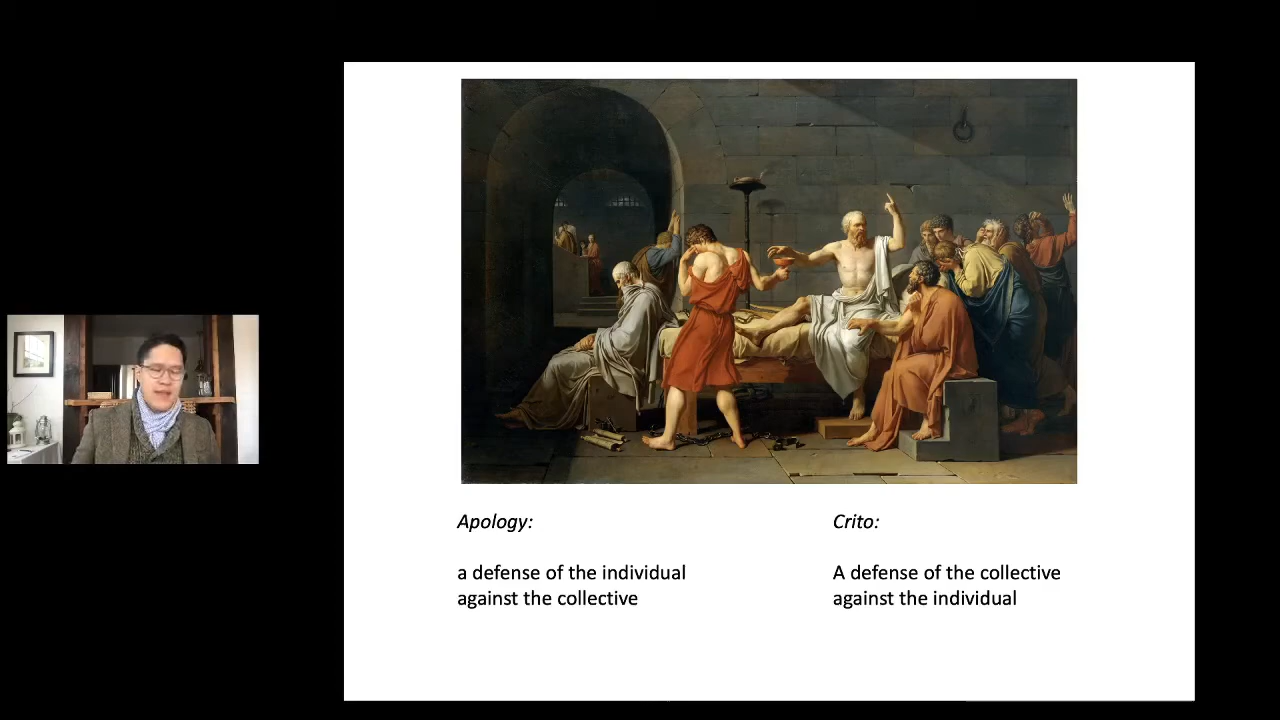 Apology:
a defense of the individual
against the collective
Crito:
A defense of the collective
against the individual